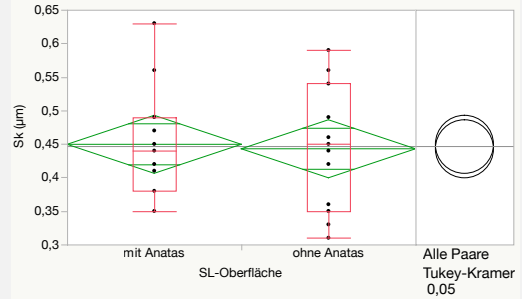 0,65
0,6
0,55
0,5
0,45
0,4
0,35
0,3
Sk (μm)
mit Anatas
ohne Anatas
SL-Oberfläche
Alle Paare
Tukey-Kramer
0,05